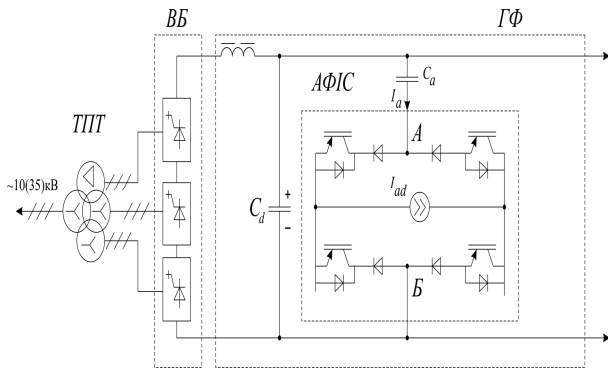 ВБ
ГФ
АФІС
C_a
I_a
ТПТ
А
~10(35)кВ
I_ad
C_d
+
-
Б
+
+
+